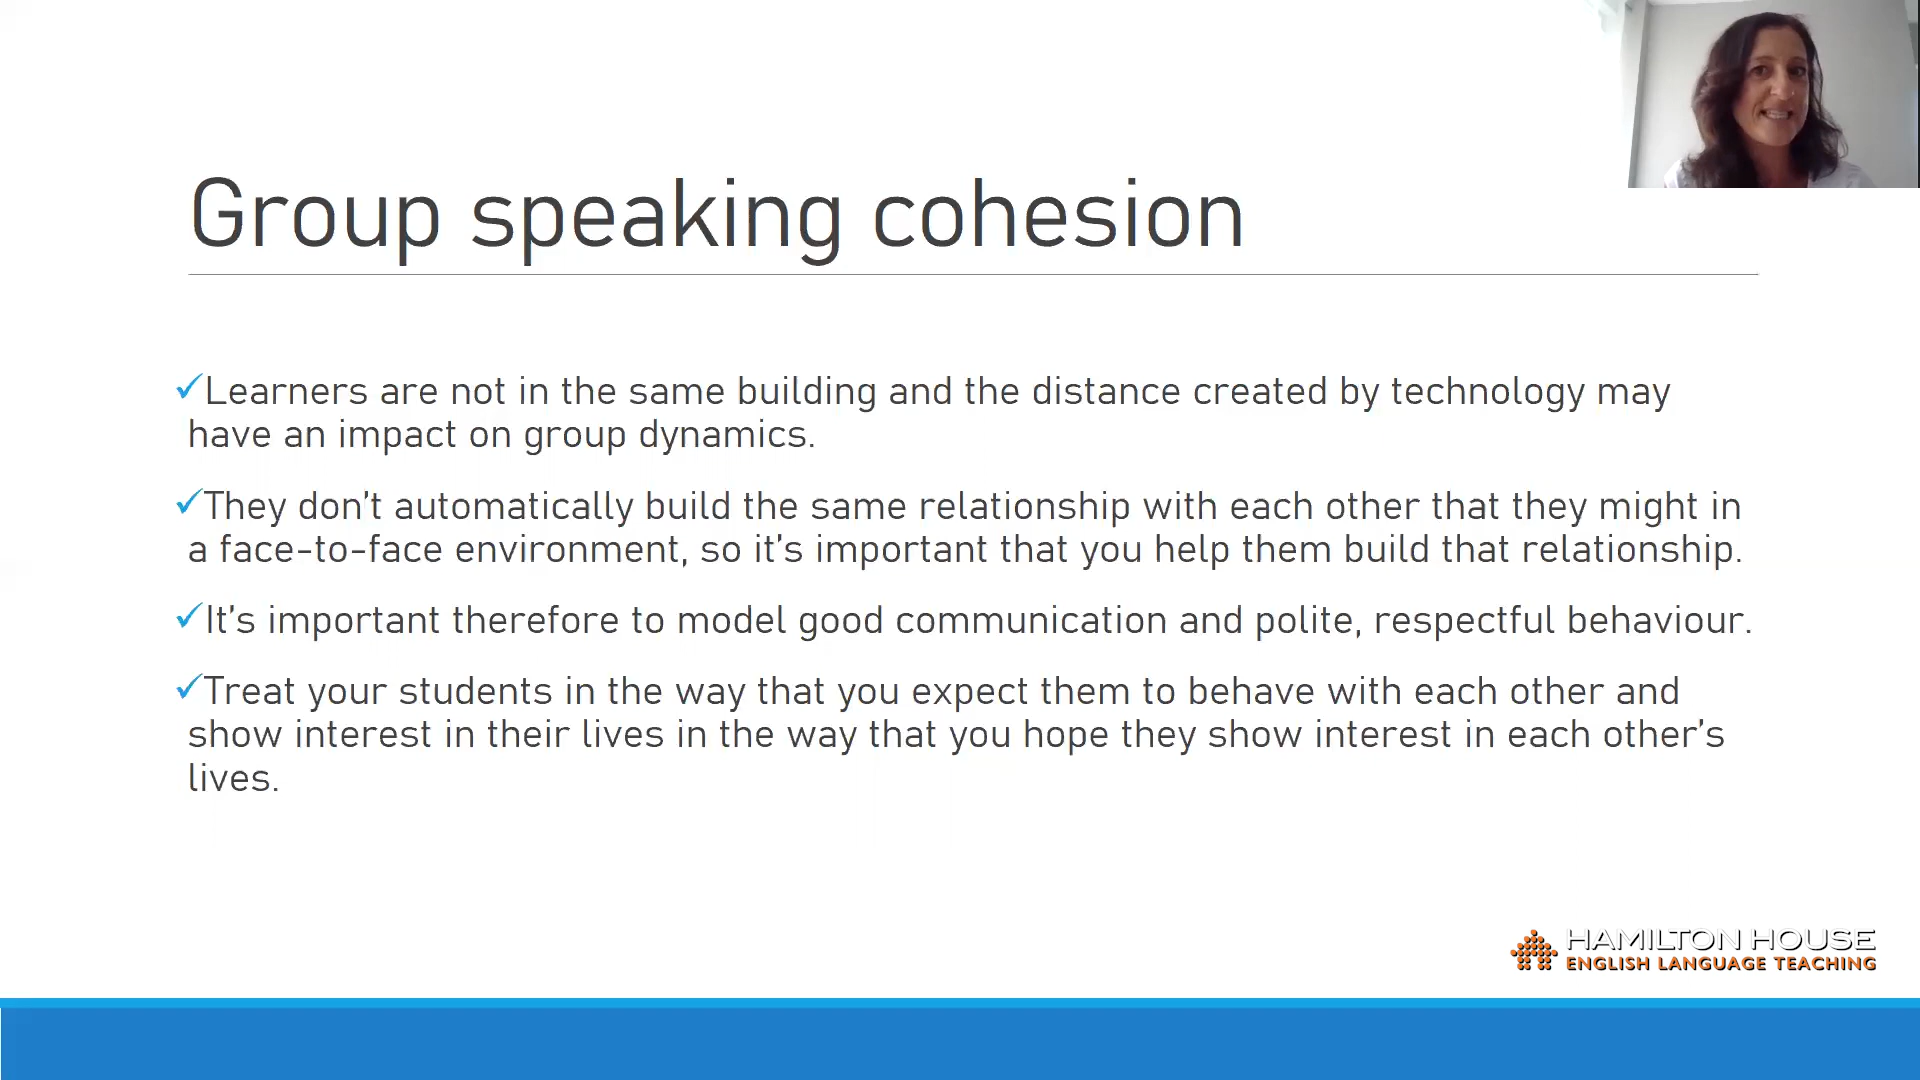 Group speaking cohesion
✓Learners are not in the same building and the distance created by technology may
have an impact on group dynamics.
✓They don't automatically build the same relationship with each other that they might in
a face-to-face environment, so it's important that you help them build that relationship.
✓It's important therefore to model good communication and polite, respectful behaviour.
✓Treat your students in the way that you expect them to behave with each other and
show interest in their lives in the way that you hope they show interest in each other's
lives.
HAMILTON HOUSE
ENGLISH LANGUAGE TEACHING